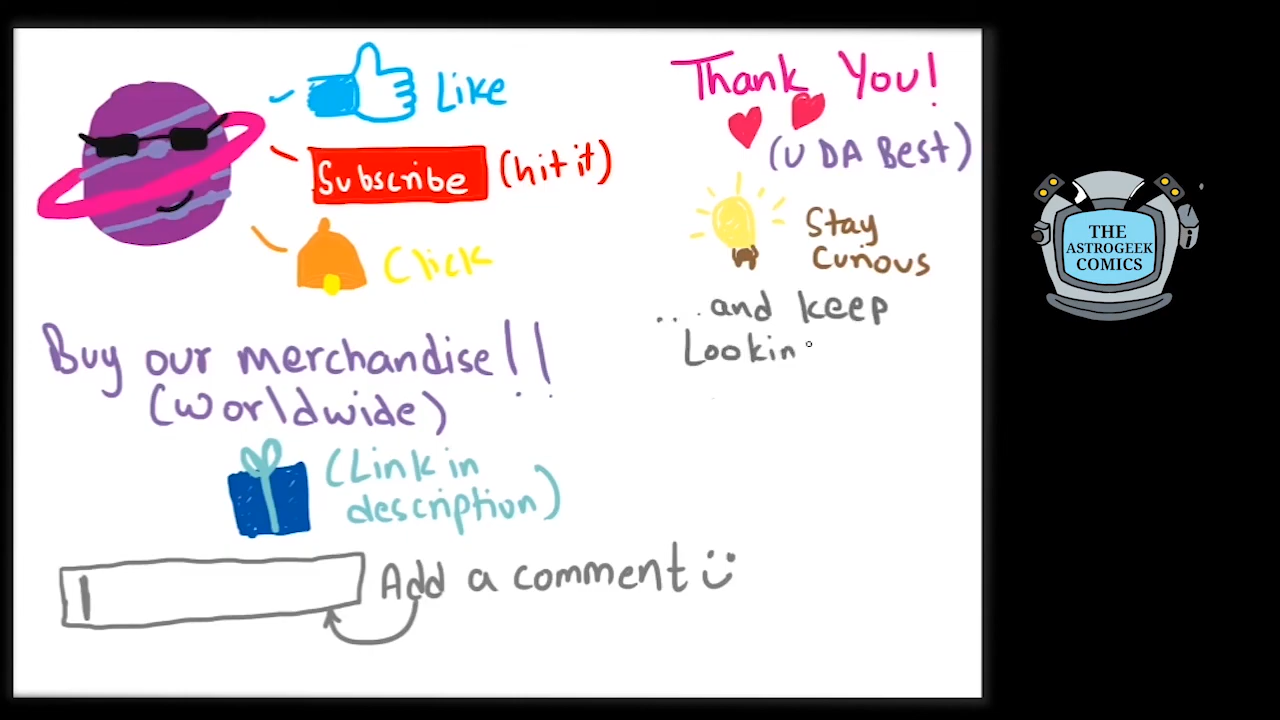 Like
Subscribe (hit it)
Click
Buy our merchandise!!
(worldwide)
(Link in
description)
Add a comment
Thank You!
(U DA Best)
Stay
Curious
...and keep
Lookin
THE
ASTROGEEK
COMICS